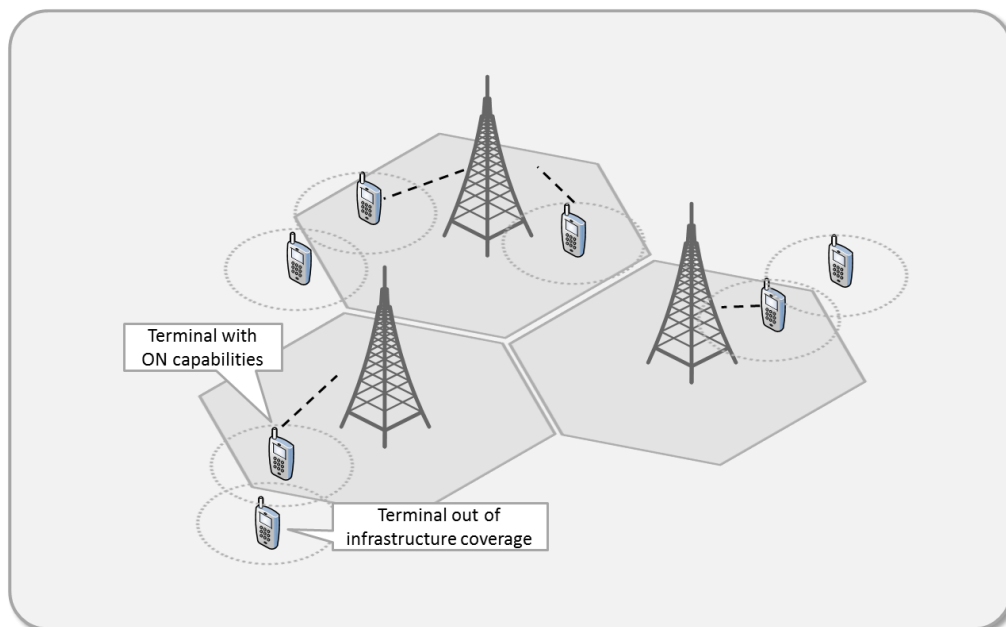 Terminal with
ON capabilities
Terminal out of
infrastructure coverage